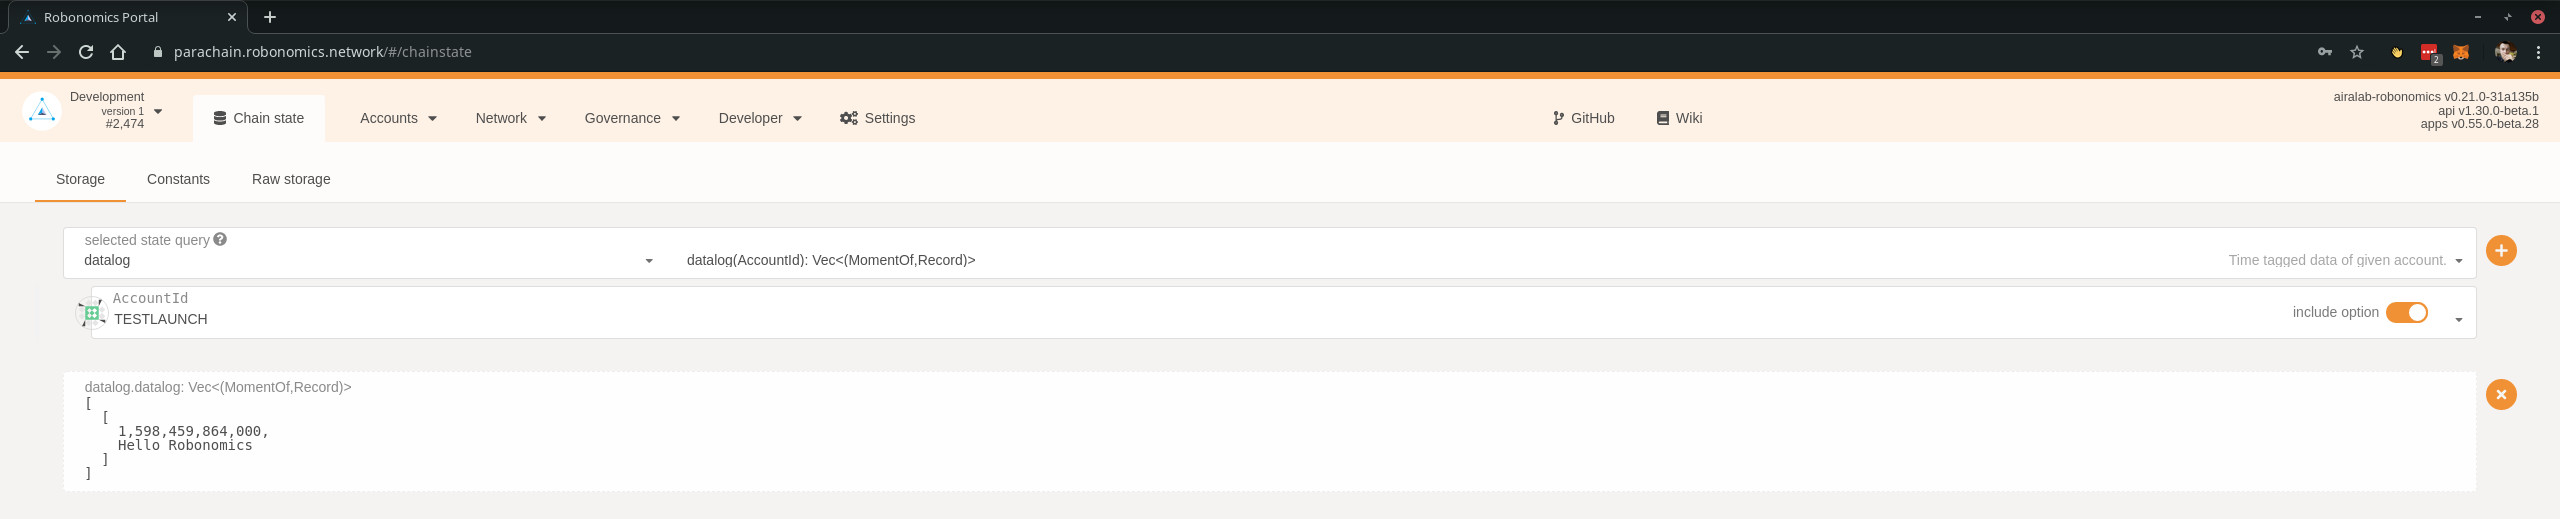 Robonomics Portal
parachain.robonomics.network/#/chainstate
2
Development
version 1
#2,474
Chain state
Accounts
Network
Governance
Developer
Settings
GitHub
Wiki
airalab-robonomics v0.21.0-31a135b
api v1.30.0-beta.1
apps v0.55.0-beta.28
Storage
Constants
Raw storage
selected state query
datalog
datalog(AccountId): Vec<(MomentOf,Record)>
Time tagged data of given account.
AccountId
TESTLAUNCH
include option
datalog.datalog: Vec<(MomentOf,Record)>
[
[
1,598,459,864,000,
Hello Robonomics
]
]